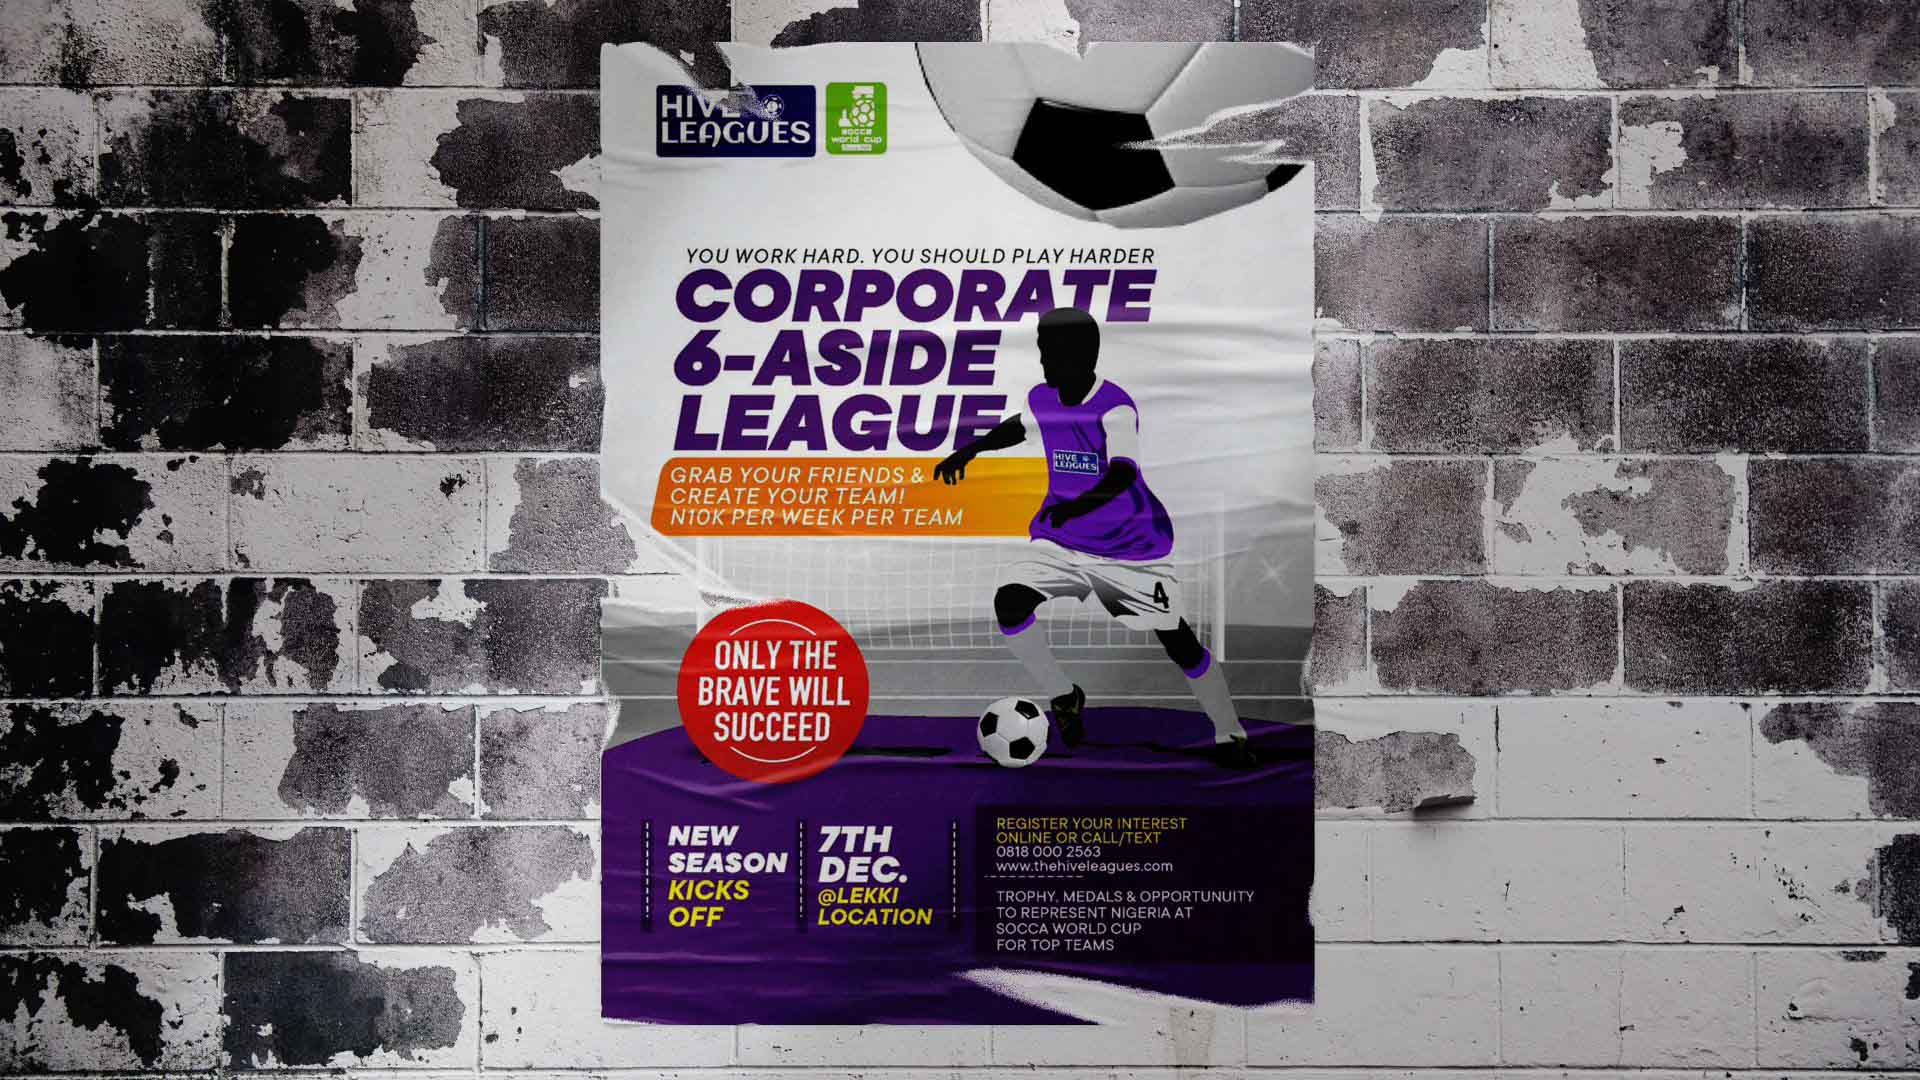 HIVE
LEAGUES
SOCCA
world cup
YOU WORK HARD. YOU SHOULD PLAY HARDER
CORPORATE
6-ASIDE
LEAGUE
GRAB YOUR FRIENDS &
CREATE YOUR TEAM!
N10K PER WEEK PER TEAM
HIVE
LEAGUES
4
ONLY THE
BRAVE WILL
SUCCEED
NEW
SEASON
KICKS
OFF
7TH
DEC.
@LEKKI
LOCATION
REGISTER YOUR INTEREST
ONLINE OR CALL/TEXT
0818 000 2563
www.thehiveleagues.com
TROPHY, MEDALS & OPPORTUNUITY
TO REPRESENT NIGERIA AT
SOCCA WORLD CUP
FOR TOP TEAMS